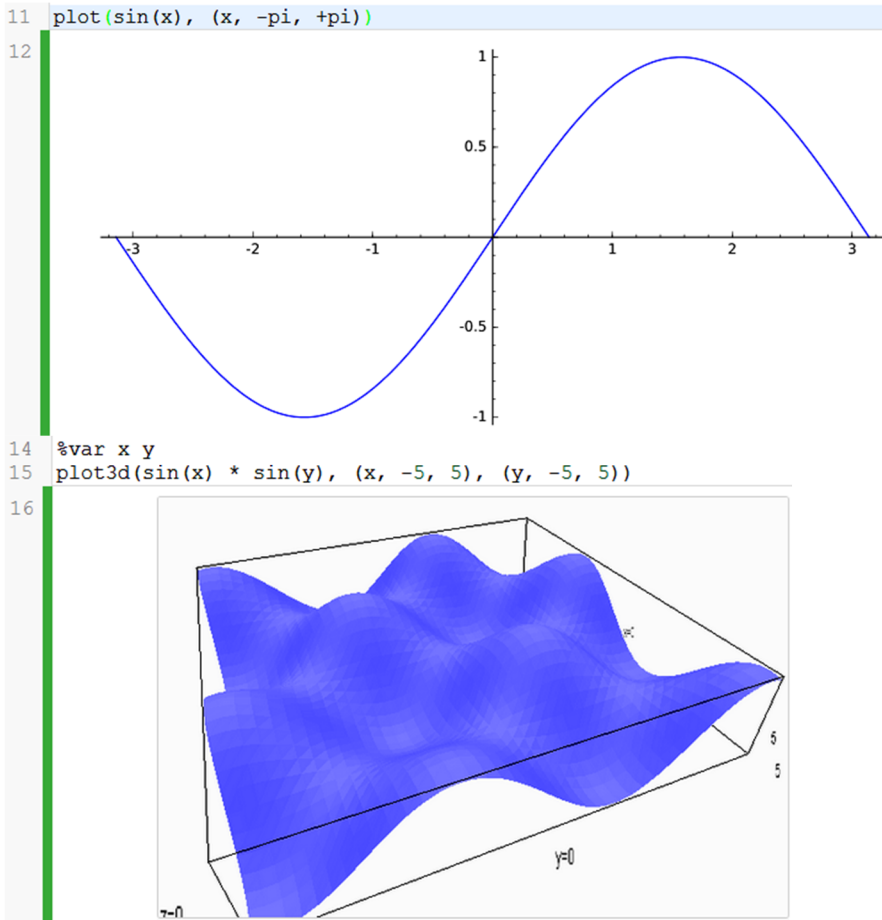 11 plot(sin(x), (x, -pi, +pi))
12
1
0.5
-3 -2 -1 1 2 3
-0.5
-1
14 %var x y
15 plot3d(sin(x) * sin(y), (x, -5, 5), (y, -5, 5))
16
5
5
y=0
z=0